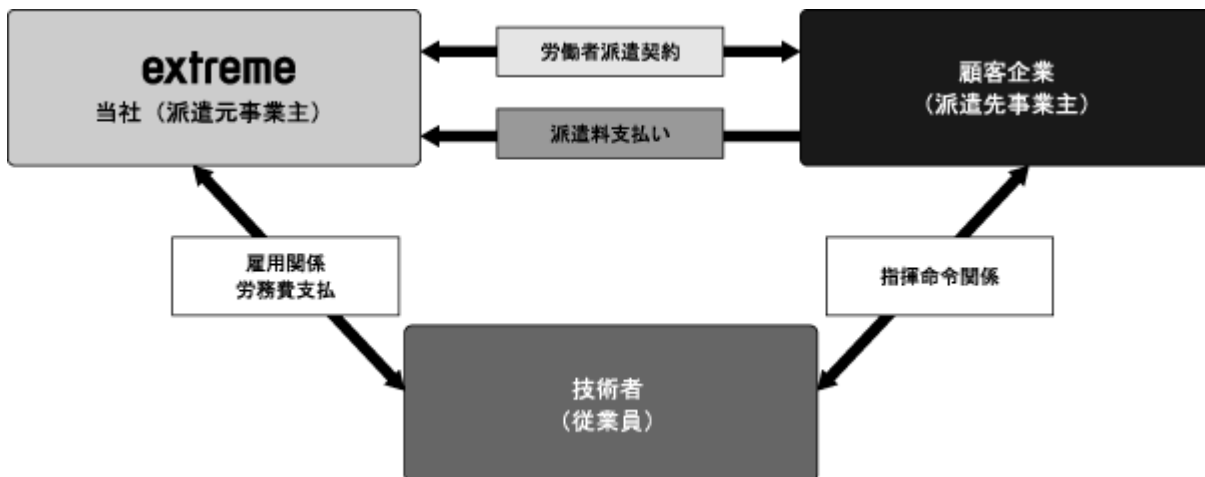 extreme
当社（派遣元事業主）
労働者派遣契約
派遣料支払い
顧客企業
（派遣先事業主）
雇用関係
労務費支払
指揮命令関係
技術者
（従業員）